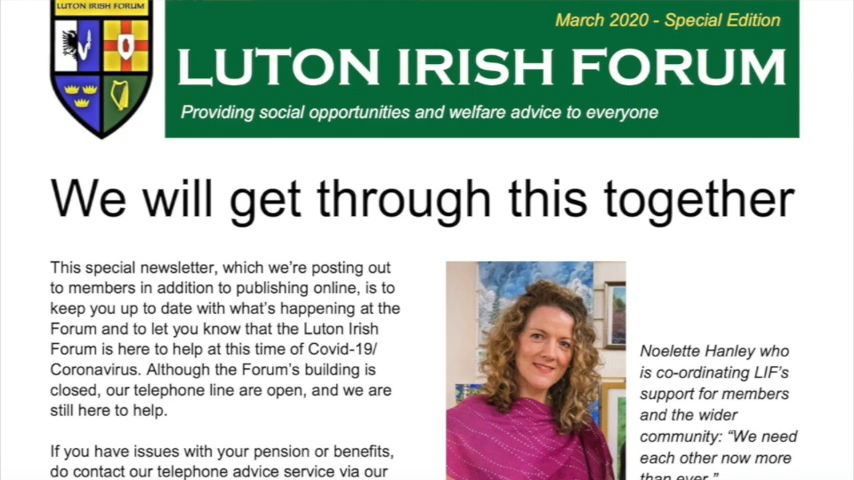 LUTON IRISH FORUM
March 2020 - Special Edition
LUTON IRISH FORUM
Providing social opportunities and welfare advice to everyone
We will get through this together
This special newsletter, which we're posting out
to members in addition to publishing online, is to
keep you up to date with what's happening at the
Forum and to let you know that the Luton Irish
Forum is here to help at this time of Covid-19/
Coronavirus. Although the Forum's building is
closed, our telephone line are open, and we are
still here to help.
If you have issues with your pension or benefits,
do contact our telephone advice service via our
Noelette Hanley who
is co-ordinating LIF's
support for members
and the wider
community: “We need
each other now more
than ever.”